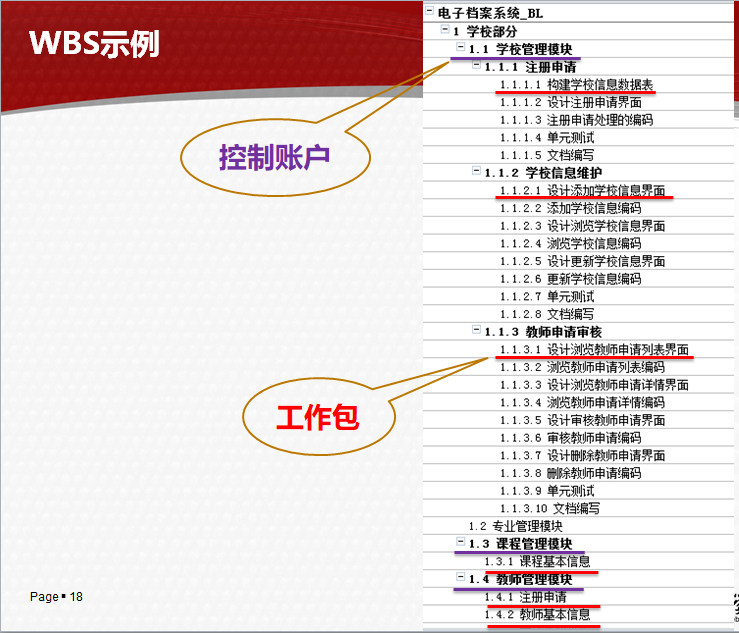 WBS示例
控制账户
工作包
电子档案系统_BL
1 学校部分
1.1 学校管理模块
1.1.1 注册申请
1.1.1.1 构建学校信息数据表
1.1.1.2 设计注册申请界面
1.1.1.3 注册申请处理的编码
1.1.1.4 单元测试
1.1.1.5 文档编写
1.1.2 学校信息维护
1.1.2.1 设计添加学校信息界面
1.1.2.2 添加学校信息编码
1.1.2.3 设计浏览学校信息界面
1.1.2.4 浏览学校信息编码
1.1.2.5 设计更新学校信息界面
1.1.2.6 更新学校信息编码
1.1.2.7 单元测试
1.1.2.8 文档编写
1.1.3 教师申请审核
1.1.3.1 设计浏览教师申请列表界面
1.1.3.2 浏览教师申请列表编码
1.1.3.3 设计浏览教师申请详情界面
1.1.3.4 浏览教师申请详情编码
1.1.3.5 设计审核教师申请界面
1.1.3.6 审核教师申请编码
1.1.3.7 设计删除教师申请界面
1.1.3.8 删除教师申请编码
1.1.3.9 单元测试
1.1.3.10 文档编写
1.2 专业管理模块
1.3 课程管理模块
1.3.1 课程基本信息
1.4 教师管理模块
1.4.1 注册申请
1.4.2 教师基本信息
Page▪18